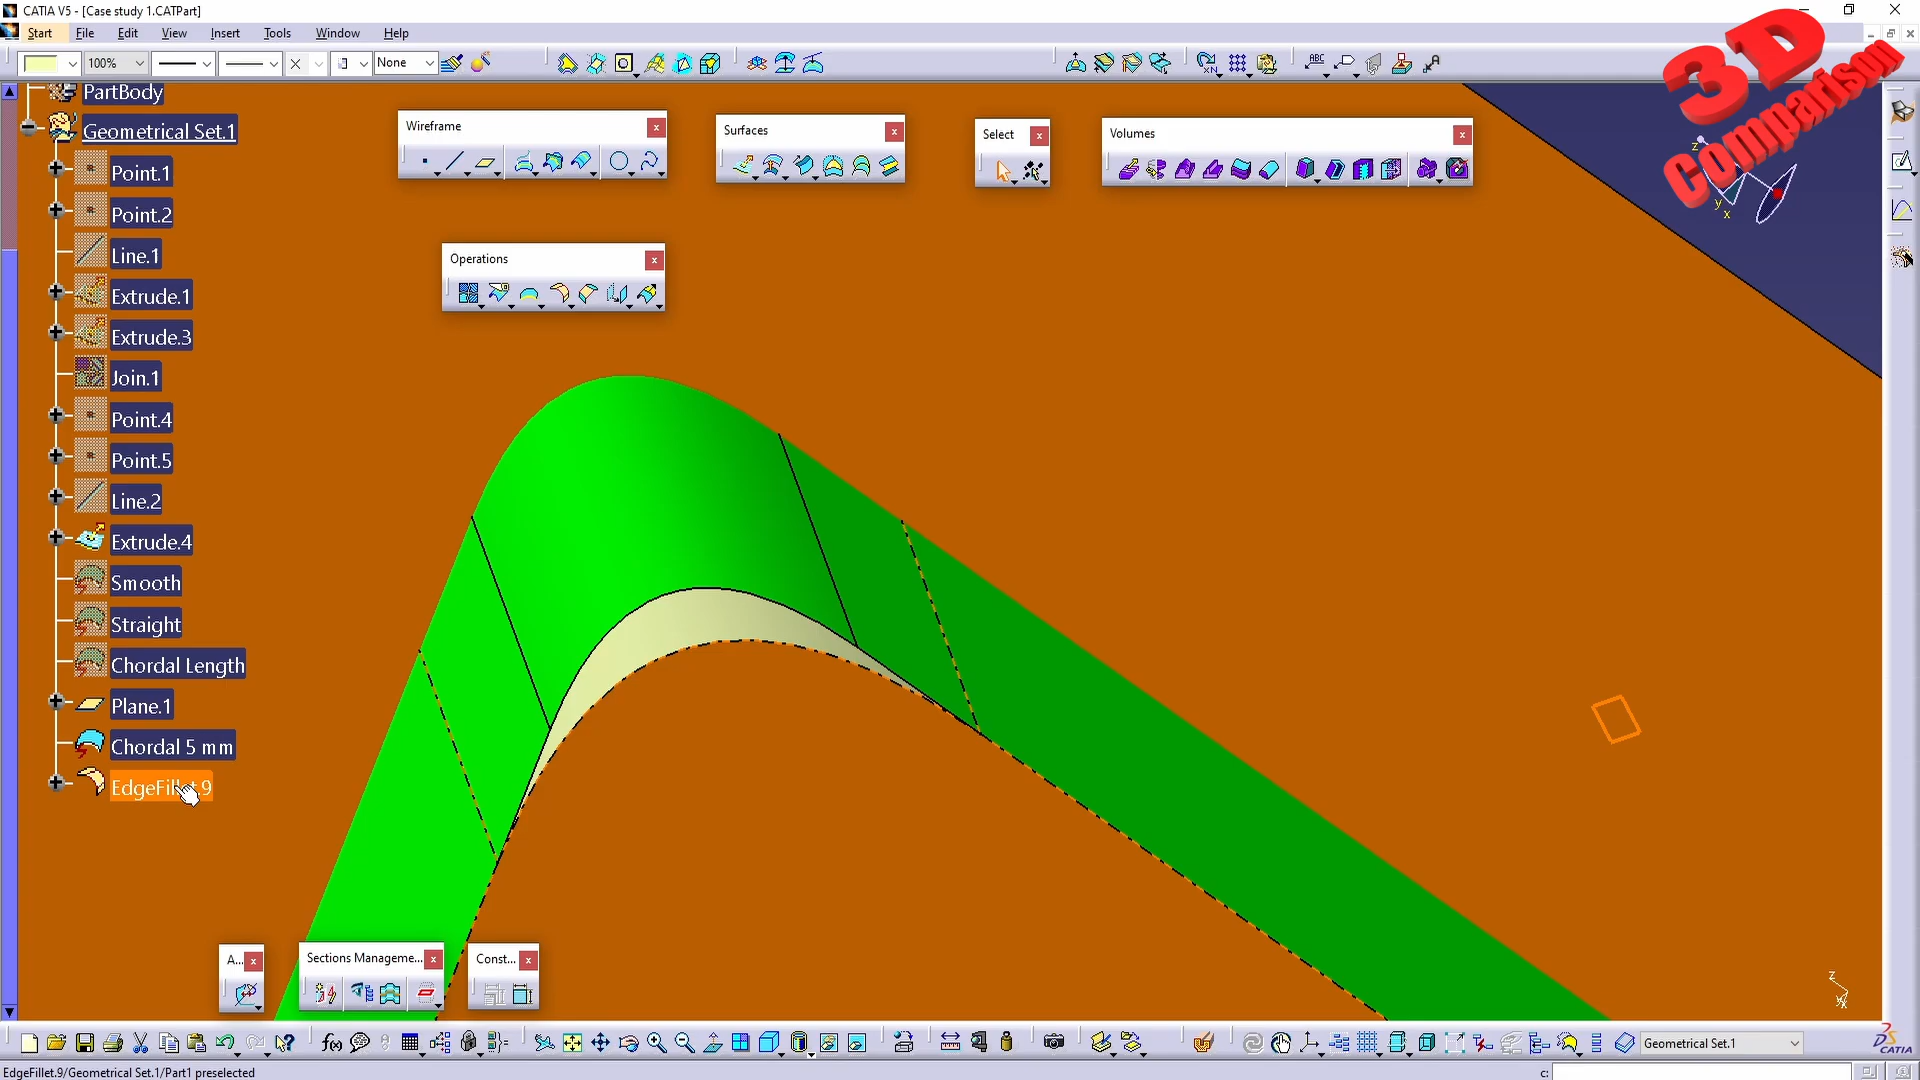 CATIA V5 - [Case study 1.CATPart]
Start File Edit View Insert Tools Window Help
100% None
3D
Comparison
PartBody
Geometrical Set.1
Point.1
Point.2
Line.1
Extrude.1
Extrude.3
Join.1
Point.4
Point.5
Line.2
Extrude.4
Smooth
Straight
Chordal Length
Plane.1
Chordal 5 mm
EdgeFillet.9
Wireframe
Surfaces
Select
Volumes
Operations
z
y
x
A...
Sections Manageme...
Const...
z
Geometrical Set.1
CATIA
EdgeFillet.9/Geometrical Set.1/Part1 preselected
c: